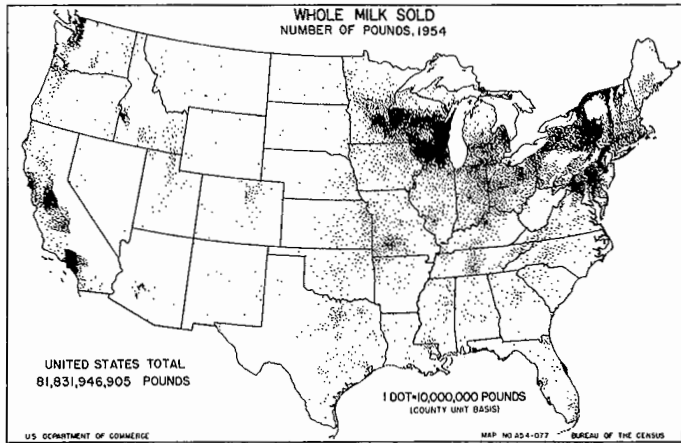 WHOLE MILK SOLD
NUMBER OF POUNDS, 1954
UNITED STATES TOTAL
81,831,946,905 POUNDS
1 DOT=10,000,000 POUNDS
(COUNTY UNIT BASIS)
U.S. DEPARTMENT OF COMMERCE
MAP NO. A54-077
BUREAU OF THE CENSUS